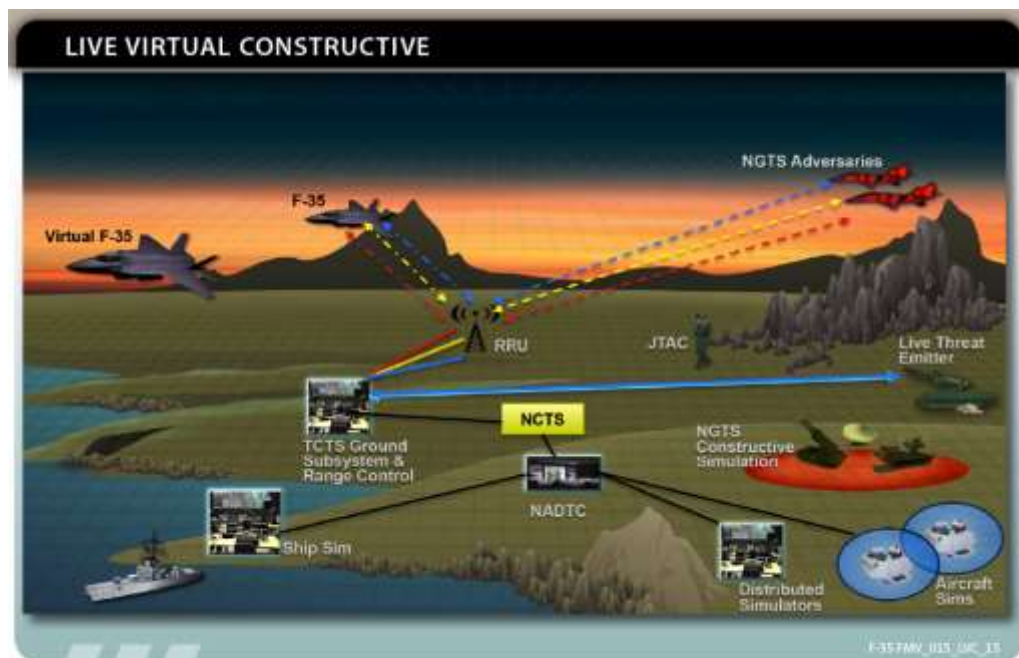 LIVE VIRTUAL CONSTRUCTIVE
NGTS Adversaries
F-35
Virtual F-35
RRU
JTAC
Live Threat
Emitter
NCTS
TCTS Ground
Subsystem &
Range Control
NGTS
Constructive
Simulation
NADTC
Ship Sim
Distributed
Simulators
Aircraft
Sims